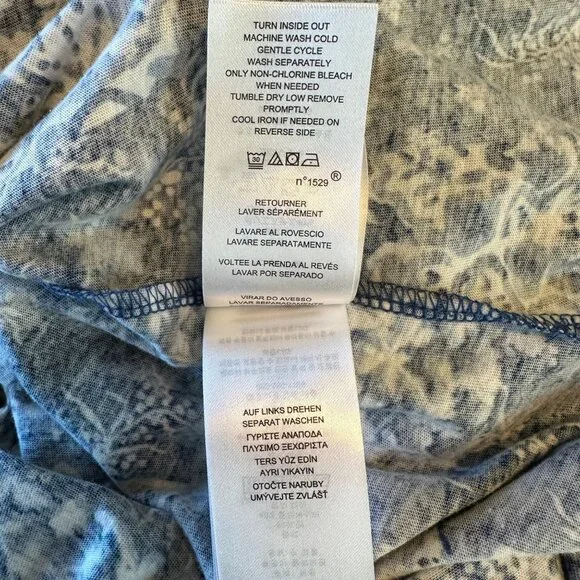 TURN INSIDE OUT
MACHINE WASH COLD
GENTLE CYCLE
WASH SEPARATELY
ONLY NON-CHLORINE BLEACH
WHEN NEEDED
TUMBLE DRY LOW REMOVE
PROMPTLY
COOL IRON IF NEEDED ON
REVERSE SIDE
30
n°1529®
RETOURNER
LAVER SÉPARÉMENT
LAVARE AL ROVESCIO
LAVARE SEPARATAMENTE
VOLTEE LA PRENDA AL REVÉS
LAVAR POR SEPARADO
VIRAR DO AVESSO
LAVAR SEPARADAMENTE
AUF LINKS DREHEN
SEPARAT WASCHEN
ΓΥΡΙΣΤΕ ΑΝΑΠΟΔΑ
ΠΛΥΣΙΜΟ ΞΕΧΩΡΙΣΤΑ
TERS YÜZ EDİN
AYRI YIKAYIN
OTOČTE NARUBY
UMÝVEJTE ZVLÁŠŤ